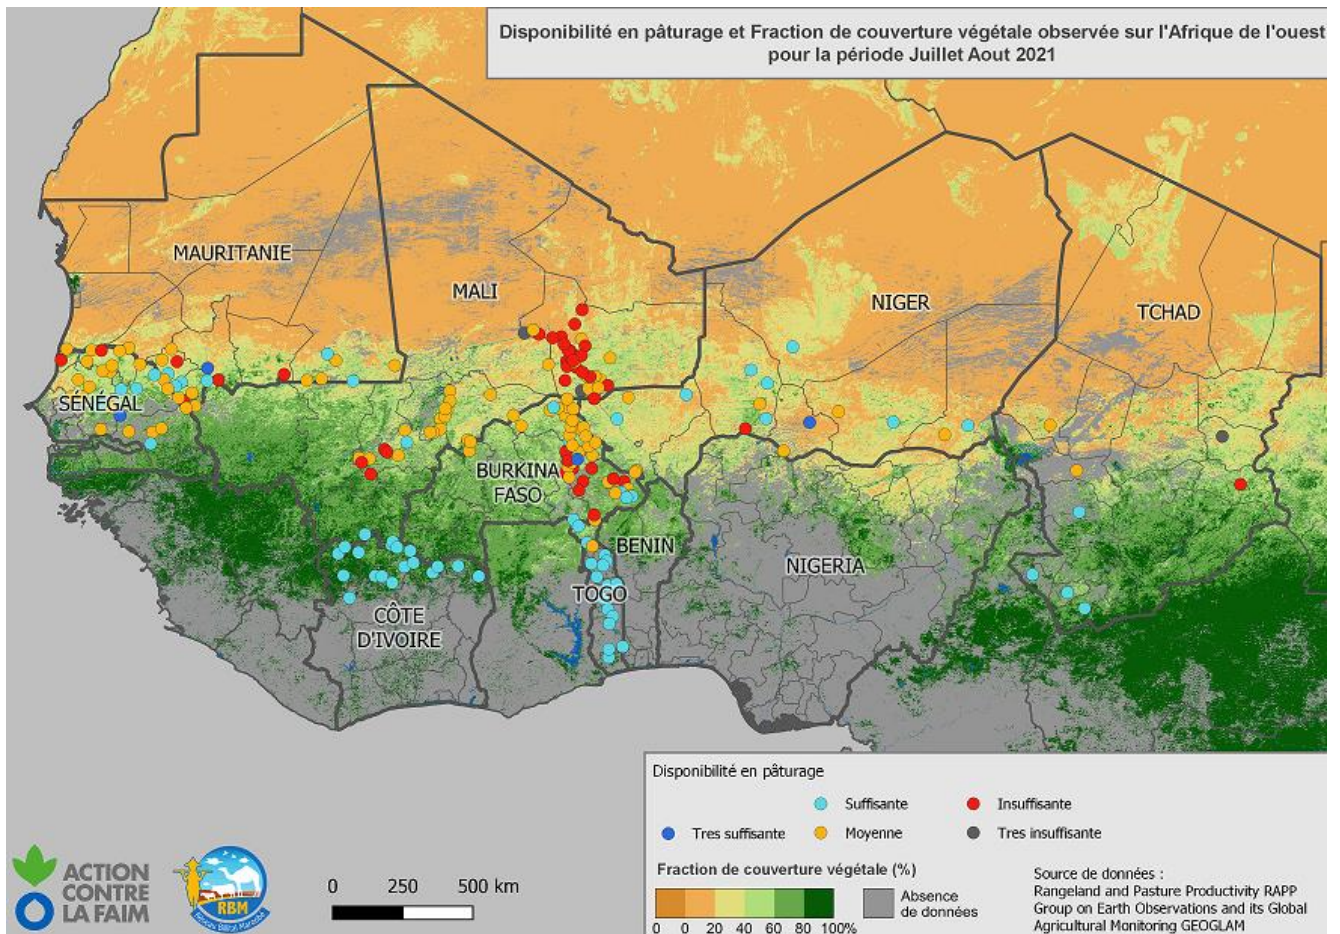 Disponibilité en pâturage et Fraction de couverture végétale observée sur l'Afrique de l'ouest
pour la période Juillet Aout 2021
MAURITANIE
MALI
NIGER
TCHAD
SÉNÉGAL
BURKINA
FASO
BENIN
NIGERIA
TOGO
CÔTE
D'IVOIRE
Disponibilité en pâturage
Suffisante
Insuffisante
Tres suffisante
Moyenne
Tres insuffisante
Fraction de couverture végétale (%)
0 0 20 40 60 80 100%
Absence
de données
Source de données :
Rangeland and Pasture Productivity RAPP
Group on Earth Observations and its Global
Agricultural Monitoring GEOGLAM
ACTION
CONTRE
LA FAIM
RBM
0 250 500 km